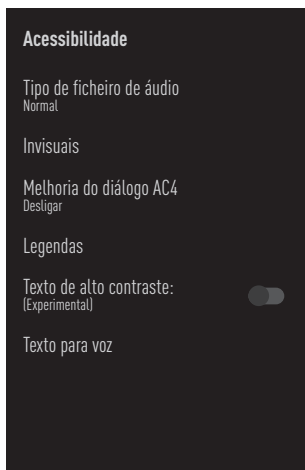 Acessibilidade
Tipo de ficheiro de áudio
Normal
Invisuais
Melhoria do diálogo AC4
Desligar
Legendas
Texto de alto contraste:
(Experimental)
Texto para voz